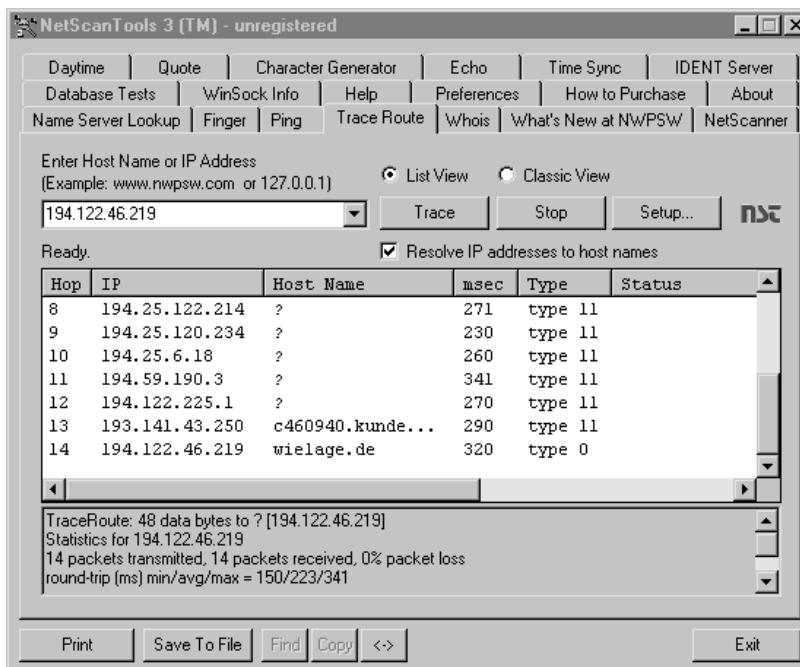 NetScanTools 3 (TM) - unregistered
Daytime Quote Character Generator Echo Time Sync IDENT Server
Database Tests WinSock Info Help Preferences How to Purchase About
Name Server Lookup Finger Ping Trace Route Whois What's New at NWPSW NetScanner
Enter Host Name or IP Address
(Example: www.nwpsw.com or 127.0.0.1)
List View Classic View
194.122.46.219 Trace Stop Setup... nst
Ready. Resolve IP addresses to host names
Hop IP Host Name msec Type Status
8 194.25.122.214 ? 271 type 11
9 194.25.120.234 ? 230 type 11
10 194.25.6.18 ? 260 type 11
11 194.59.190.3 ? 341 type 11
12 194.122.225.1 ? 270 type 11
13 193.141.43.250 c460940.kunde... 290 type 11
14 194.122.46.219 wielage.de 320 type 0
TraceRoute: 48 data bytes to ? [194.122.46.219]
Statistics for 194.122.46.219
14 packets transmitted, 14 packets received, 0% packet loss
round-trip (ms) min/avg/max = 150/223/341
Print Save To File Find Copy <-> Exit